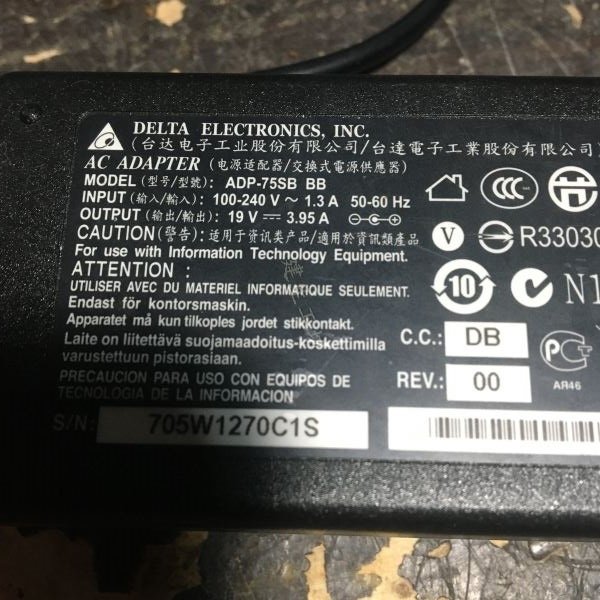 DELTA ELECTRONICS, INC.
(台达电子工业股份有限公司/台達電子工業股份有限公司
AC ADAPTER (电源适配器/交換式電源供應器)
MODEL (型号/型號): ADP-75SB BB
INPUT (输入/輸入): 100-240 V ~ 1.3 A 50-60 Hz
OUTPUT (输出/輸出): 19 V ⎓ 3.95 A
CAUTION (警告): 适用于资讯类产品/適用於資訊類產品
For use with Information Technology Equipment.
ATTENTION :
UTILISER AVEC DU MATERIEL INFORMATIQUE SEULEMENT.
Endast för kontorsmaskin.
Apparatet må kun tilkoples jordet stikkontakt.
Laite on liitettävä suojamaadoitus-koskettimilla
varustettuun pistorasiaan.
PRECAUCION PARA USO CON EQUIPOS DE
TECNOLOGIA DE LA INFORMACION
S/N: 705W1270C1S
CCC
V
R33030
10
N1
C.C.: DB
REV.: 00
PC
AR46